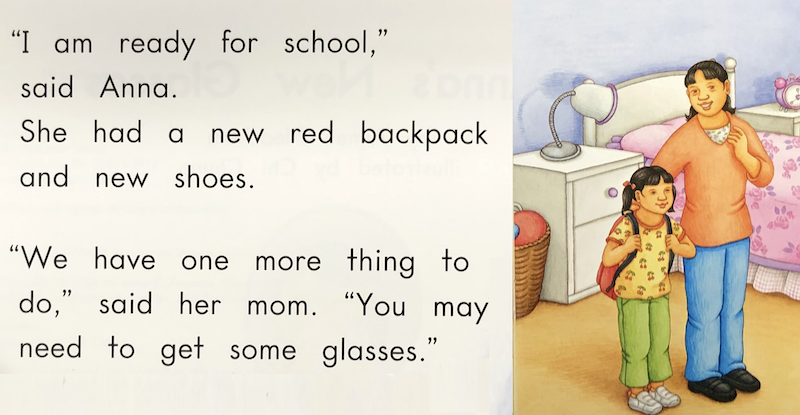 “I am ready for school,”
said Anna.
She had a new red backpack
and new shoes.
“We have one more thing to
do,” said her mom. “You may
need to get some glasses.”